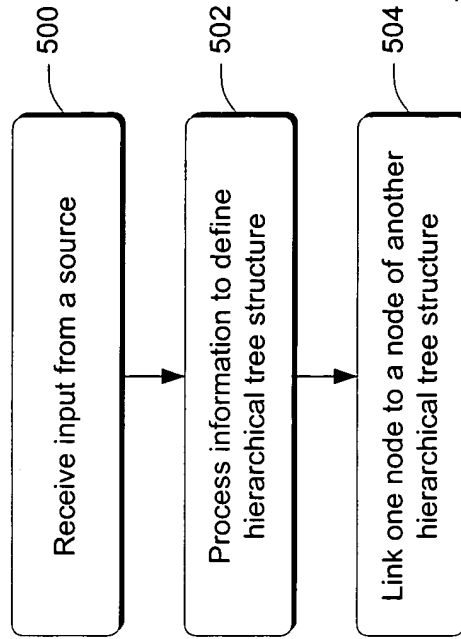 Receive input from a source
500
Process information to define
hierarchical tree structure
502
Link one node to a node of another
hierarchical tree structure
504